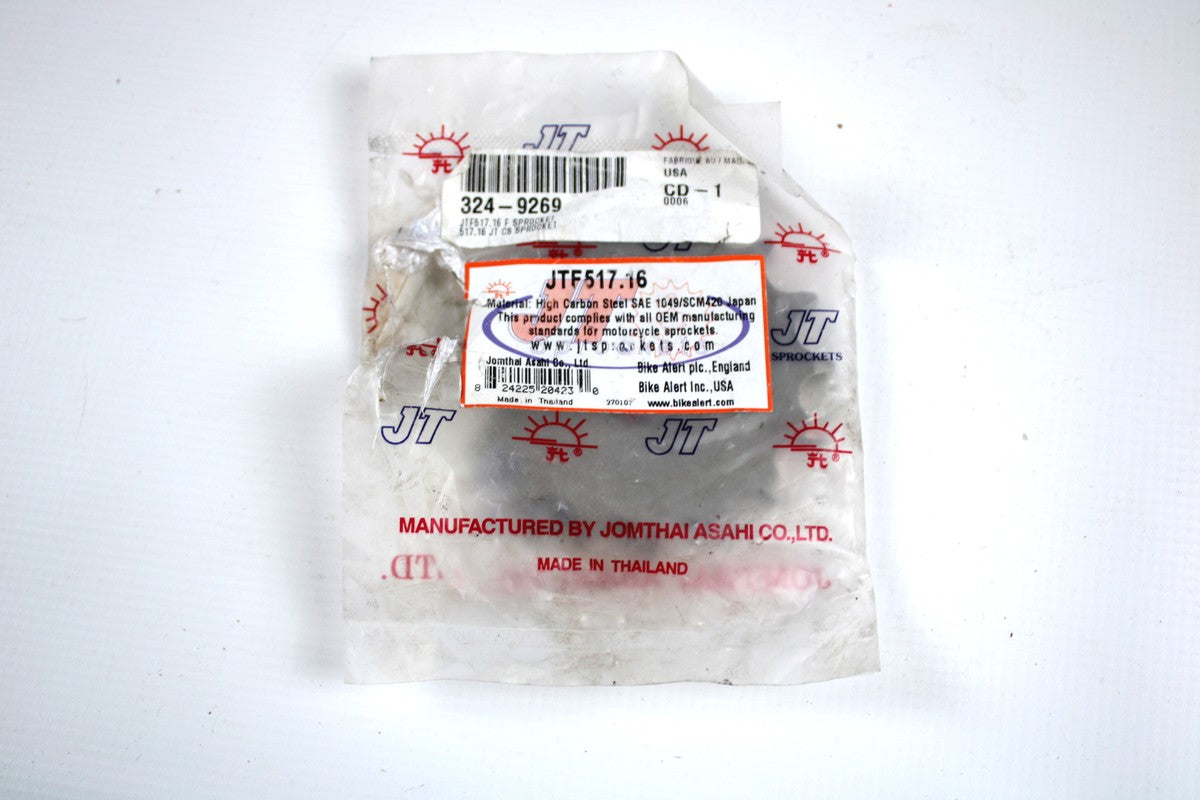 JT
FABRIQUE AU / MAD
USA
324-9269
CD-1
0006
JTF517.16 F SPROCKET
517.16 JT CS SPROCKET
JTF517.16
Material: High Carbon Steel SAE 1049/SCM420 Japan
This product complies with all OEM manufacturing
standards for motorcycle sprockets.
www.jtsprockets.com
Jomthai Asahi Co., Ltd
Bike Alert plc.,England
8 24225 20423 0
Bike Alert Inc.,USA
Made in Thailand
270107
www.bikealert.com
JT
SPROCKETS
JT
JT
MANUFACTURED BY JOMTHAI ASAHI CO.,LTD.
MADE IN THAILAND